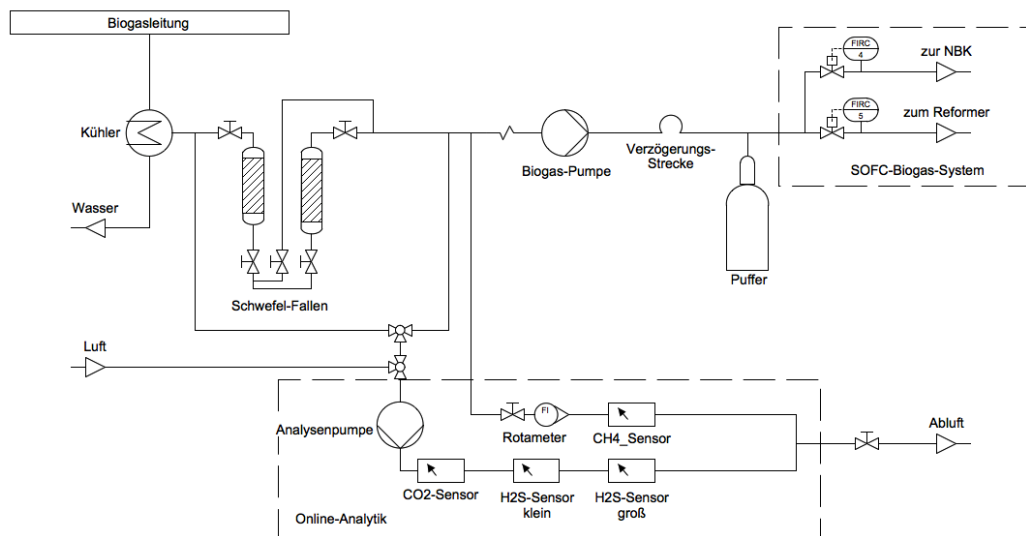 Biogasleitung
FIRC
4
zur NBK
Kühler
FIRC
5
zum Reformer
Biogas-Pumpe
Verzögerungs-
Strecke
SOFC-Biogas-System
Wasser
Puffer
Schwefel-Fallen
Luft
Analysenpumpe
FI
Rotameter
CH4_Sensor
Abluft
CO2-Sensor
H2S-Sensor
klein
H2S-Sensor
groß
Online-Analytik